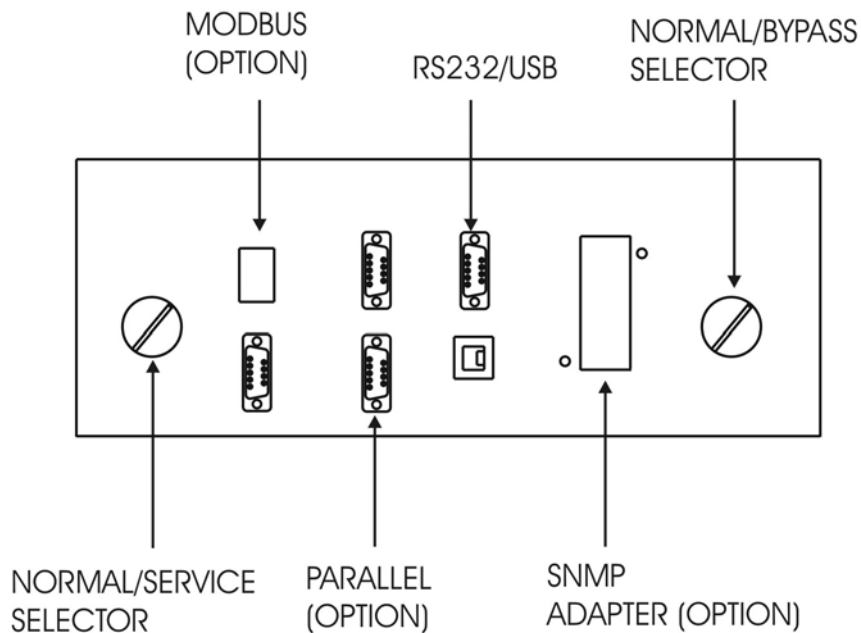 MODBUS
(OPTION)
RS232/USB
NORMAL/BYPASS
SELECTOR
NORMAL/SERVICE
SELECTOR
PARALLEL
(OPTION)
SNMP
ADAPTER (OPTION)